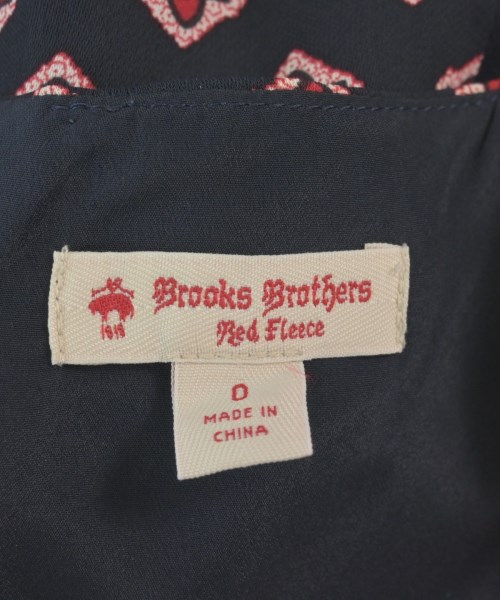 Brooks Brothers
1818
Red Fleece
0
MADE IN
CHINA